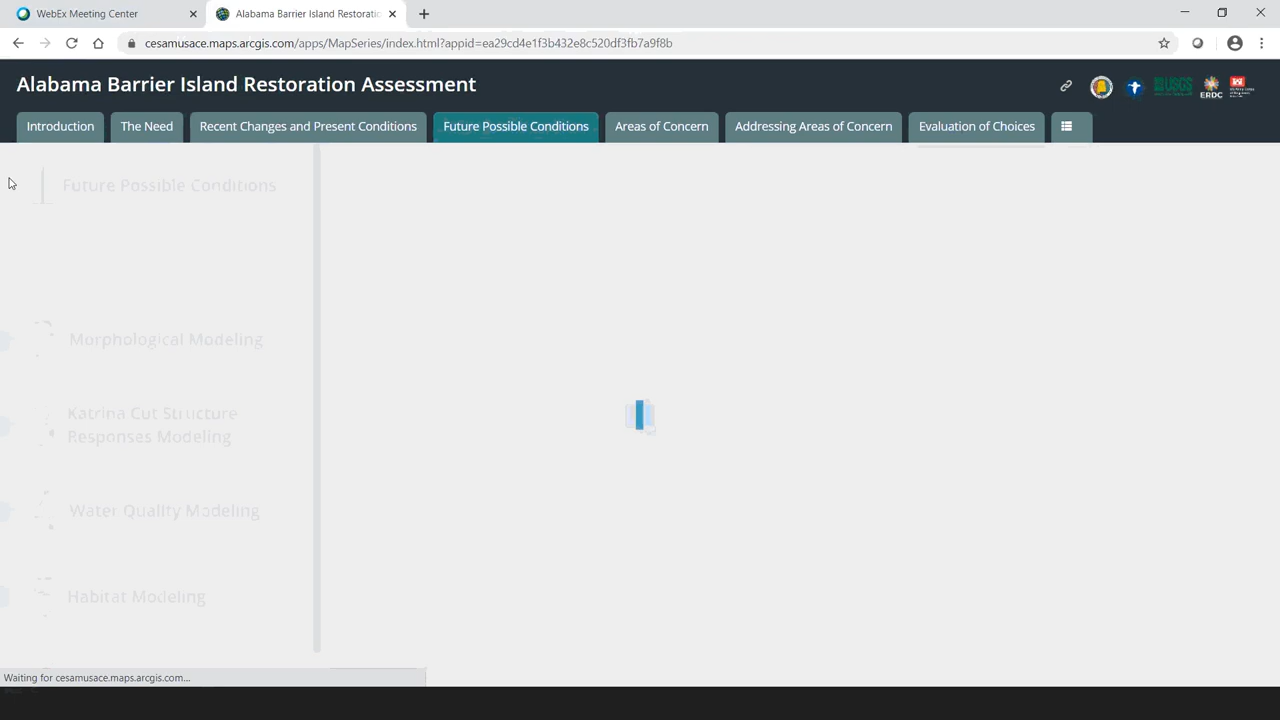 WebEx Meeting Center
Alabama Barrier Island Restoratio
cesamusace.maps.arcgis.com/apps/MapSeries/index.html?appid=ea29cd4e1f3b432e8c520df3fb7a9f8b
Alabama Barrier Island Restoration Assessment
USGS
ERDC
Introduction
The Need
Recent Changes and Present Conditions
Future Possible Conditions
Areas of Concern
Addressing Areas of Concern
Evaluation of Choices
Future Possible Conditions
Morphological Modeling
Katrina Cut Structure
Responses Modeling
Water Quality Modeling
Habitat Modeling
Waiting for cesamusace.maps.arcgis.com...